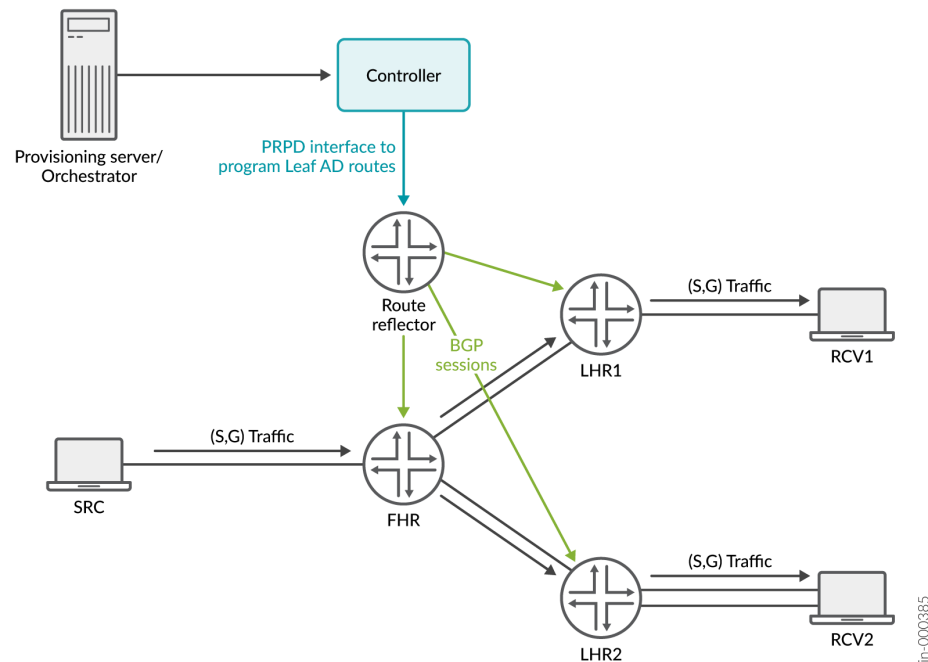 Controller
Provisioning server/
Orchestrator
PRPD interface to
program Leaf AD routes
Route
reflector
(S,G) Traffic
RCV1
LHR1
BGP
sessions
(S,G) Traffic
SRC
FHR
(S,G) Traffic
RCV2
LHR2
jn-000385